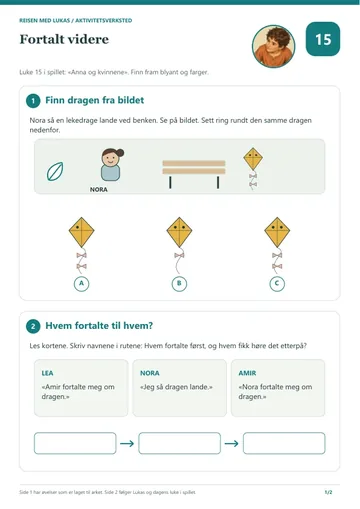 REISEN MED LUKAS / AKTIVITETSVERKSTED
Fortalt videre
15
Luke 15 i spillet: «Anna og kvinnene». Finn fram blyant og farger.
1 Finn dragen fra bildet
Nora så en lekedrage lande ved benken. Se på bildet. Sett ring rundt den samme dragen
nedenfor.
NORA
A
B
C
2 Hvem fortalte til hvem?
Les kortene. Skriv navnene i rutene: Hvem fortalte først, og hvem fikk høre det etterpå?
LEA
«Amir fortalte meg om
dragen.»
NORA
«Jeg så dragen lande.»
AMIR
«Nora fortalte meg om
dragen.»
Side 1 har øvelser som er laget til arket. Side 2 følger Lukas og dagens luke i spillet.
1/2